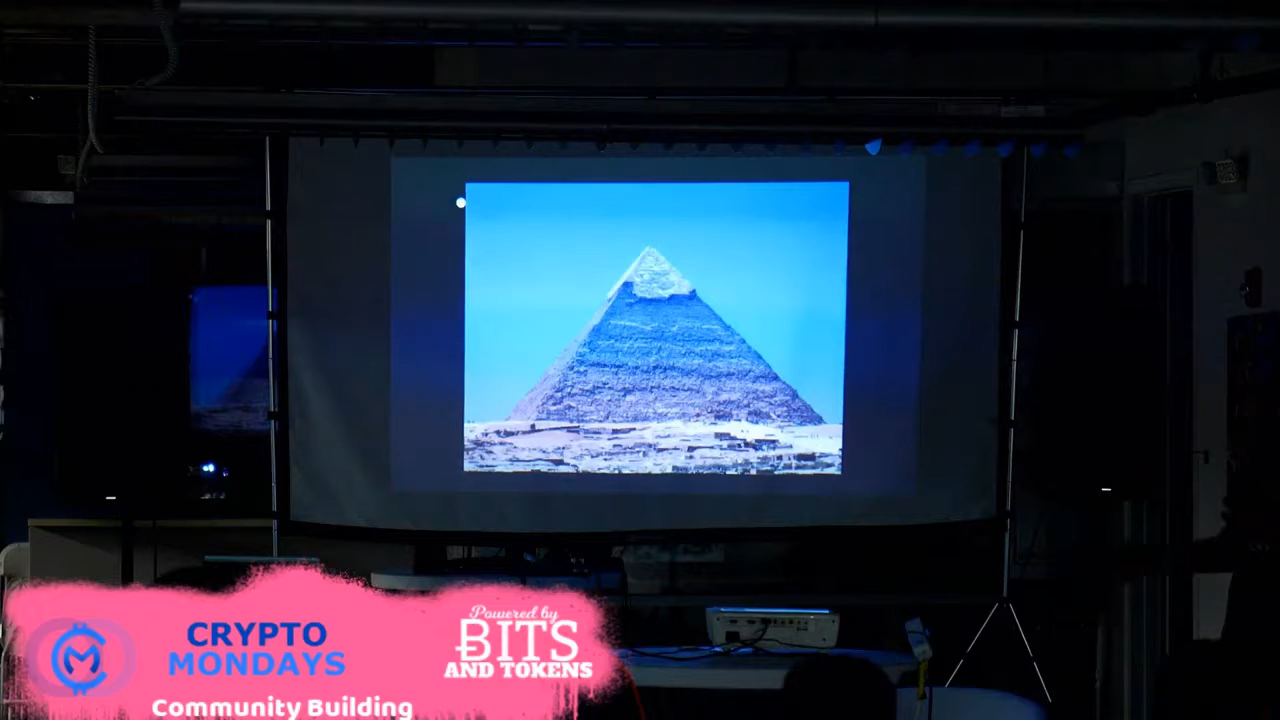 CRYPTO
MONDAYS
Powered by
BITS
AND TOKENS
Community Building